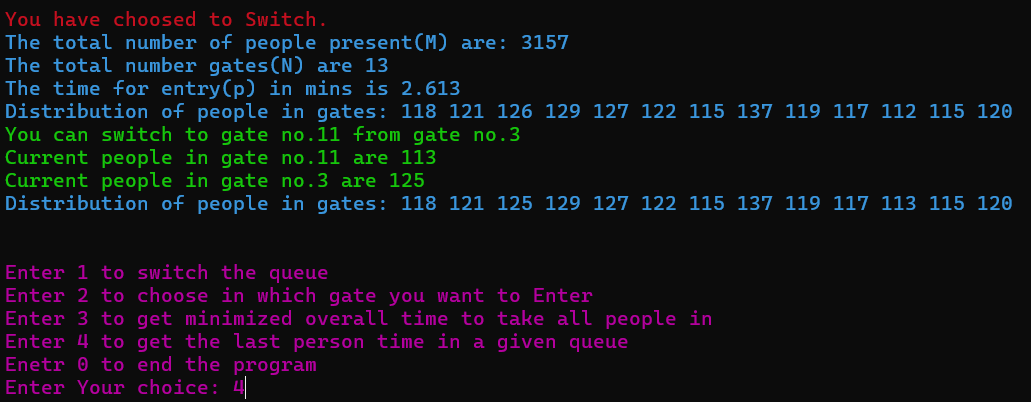 You have choosed to Switch.
The total number of people present(M) are: 3157
The total number gates(N) are 13
The time for entry(p) in mins is 2.613
Distribution of people in gates: 118 121 126 129 127 122 115 137 119 117 112 115 120
You can switch to gate no.11 from gate no.3
Current people in gate no.11 are 113
Current people in gate no.3 are 125
Distribution of people in gates: 118 121 125 129 127 122 115 137 119 117 113 115 120
Enter 1 to switch the queue
Enter 2 to choose in which gate you want to Enter
Enter 3 to get minimized overall time to take all people in
Enter 4 to get the last person time in a given queue
Enetr 0 to end the program
Enter Your choice: 4